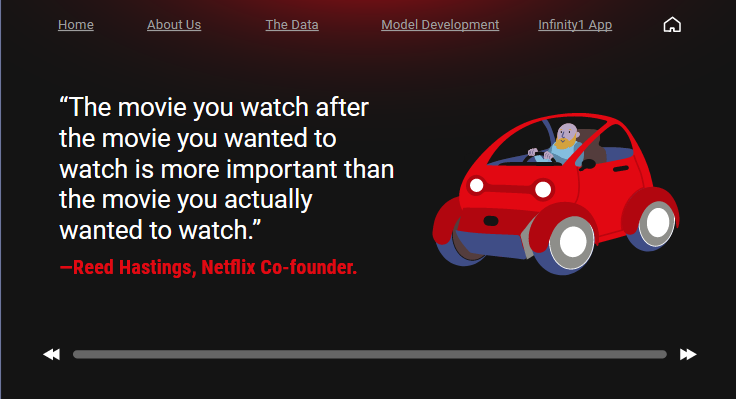 Home About Us The Data Model Development Infinity1 App
“The movie you watch after
the movie you wanted to
watch is more important than
the movie you actually
wanted to watch.”
—Reed Hastings, Netflix Co-founder.